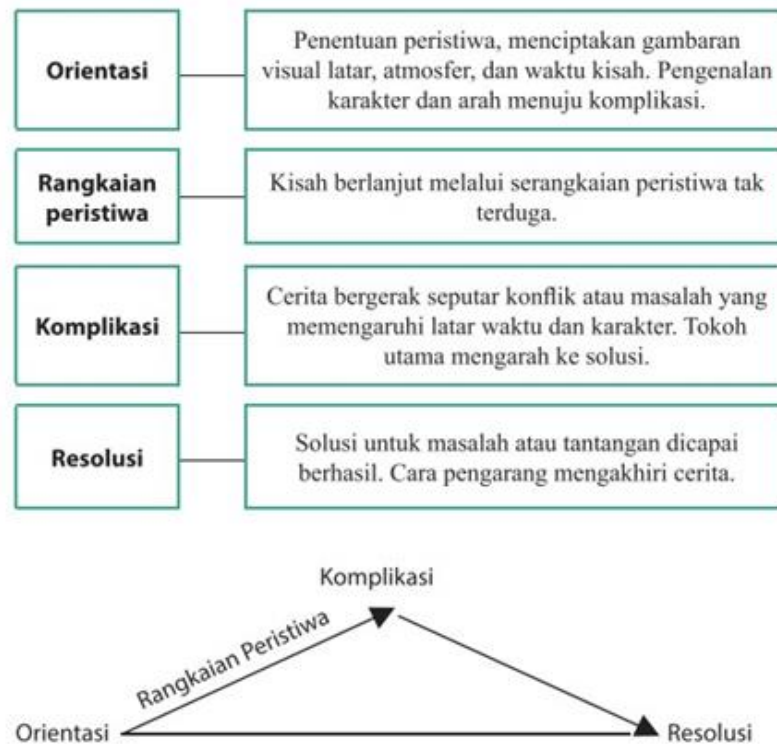 Orientasi
Penentuan peristiwa, menciptakan gambaran
visual latar, atmosfer, dan waktu kisah. Pengenalan
karakter dan arah menuju komplikasi.
Rangkaian
peristiwa
Kisah berlanjut melalui serangkaian peristiwa tak
terduga.
Komplikasi
Cerita bergerak seputar konflik atau masalah yang
memengaruhi latar waktu dan karakter. Tokoh
utama mengarah ke solusi.
Resolusi
Solusi untuk masalah atau tantangan dicapai
berhasil. Cara pengarang mengakhiri cerita.
Komplikasi
Rangkaian Peristiwa
Orientasi
Resolusi